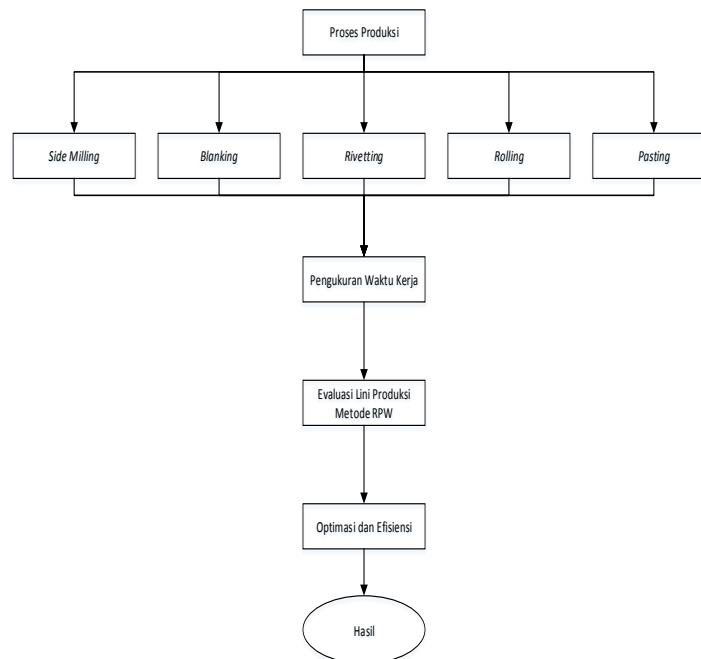 Proses Produksi
Side Milling
Blanking
Rivetting
Rolling
Pasting
Pengukuran Waktu Kerja
Evaluasi Lini Produksi
Metode RPW
Optimasi dan Efisiensi
Hasil